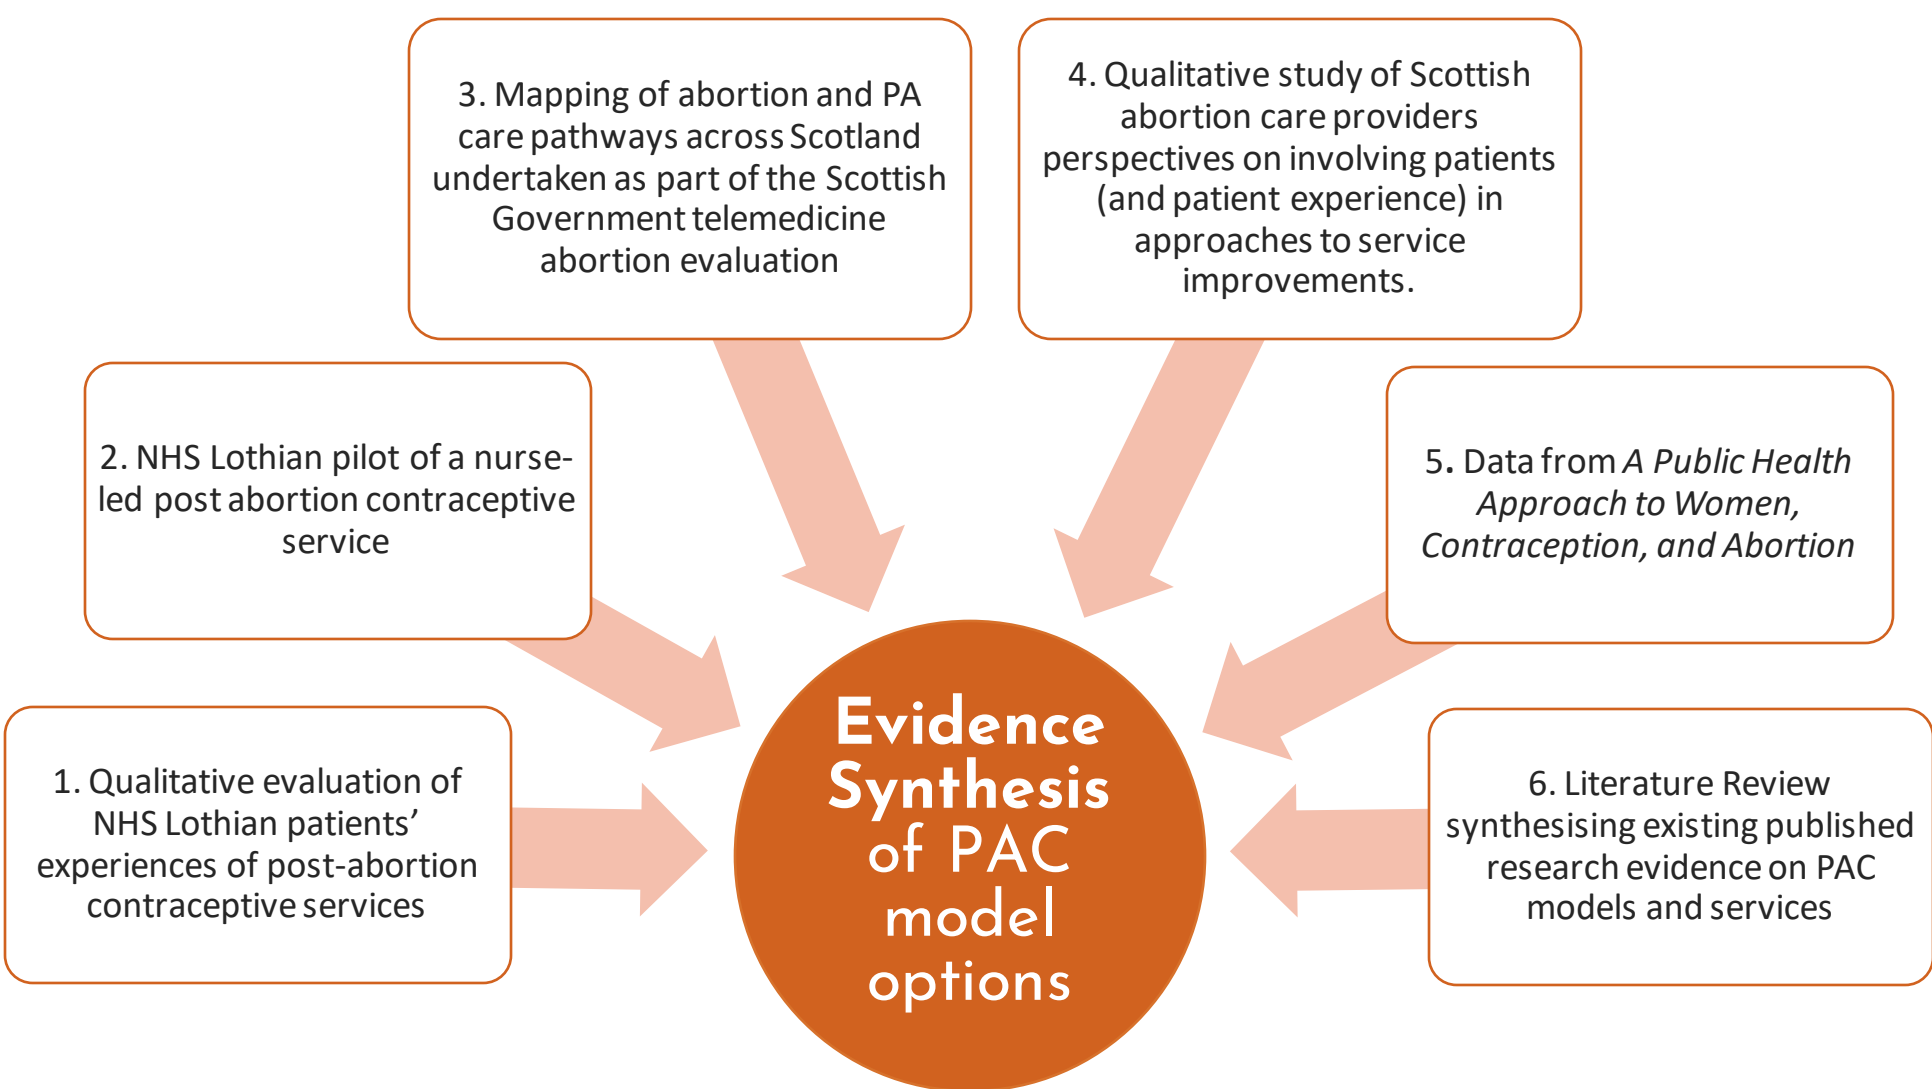 1. Qualitative evaluation of
NHS Lothian patients’
experiences of post-abortion
contraceptive services
2. NHS Lothian pilot of a nurse-
led post abortion contraceptive
service
3. Mapping of abortion and PA
care pathways across Scotland
undertaken as part of the Scottish
Government telemedicine
abortion evaluation
4. Qualitative study of Scottish
abortion care providers
perspectives on involving patients
(and patient experience) in
approaches to service
improvements.
5. Data from A Public Health
Approach to Women,
Contraception, and Abortion
6. Literature Review
synthesising existing published
research evidence on PAC
models and services
Evidence
Synthesis
of PAC
model
options